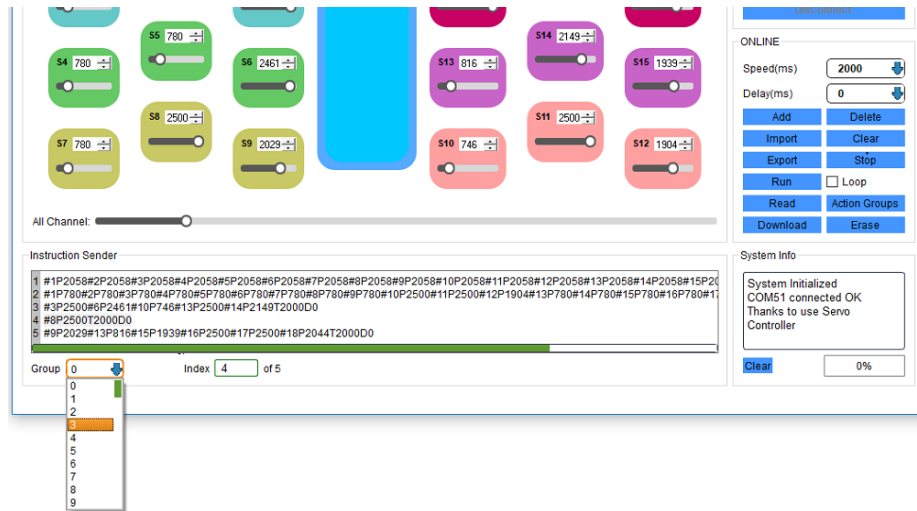 S5 780
S14 2149
S4 780
S6 2461
S13 816
S15 1939
S8 2500
S11 2500
S7 780
S9 2029
S10 746
S12 1904
All Channel:
Instruction Sender
1 #1P2058#2P2058#3P2058#4P2058#5P2058#6P2058#7P2058#8P2058#9P2058#10P2058#11P2058#12P2058#13P2058#14P2058#15P20
2 #1P780#2P780#3P780#4P780#5P780#6P780#7P780#8P780#9P780#10P2500#11P2500#12P1904#13P780#14P780#15P780#16P780#17
3 #3P2500#6P2461#10P746#13P2500#14P2149T2000D0
4 #8P2500T2000D0
5 #9P2029#13P816#15P1939#16P2500#17P2500#18P2044T2000D0
Group 0
Index 4 of 5
0
1
2
3
4
5
6
7
8
9
ONLINE
Speed(ms) 2000
Delay(ms) 0
Add Delete
Import Clear
Export Stop
Run Loop
Read Action Groups
Download Erase
System Info
System Initialized
COM51 connected OK
Thanks to use Servo
Controller
Clear 0%